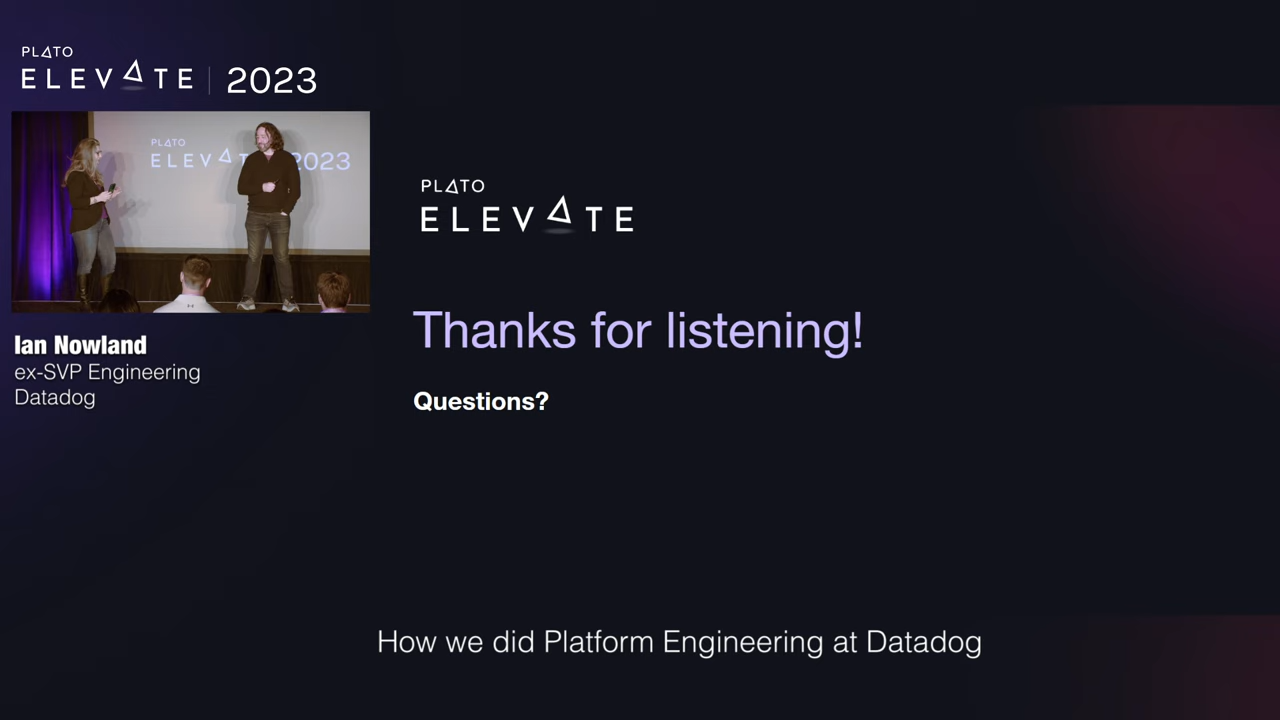 PLATO
ELEVATE | 2023
PLATO
ELEVATE 2023
Ian Nowland
ex-SVP Engineering
Datadog
PLATO
ELEVATE
Thanks for listening!
Questions?
How we did Platform Engineering at Datadog